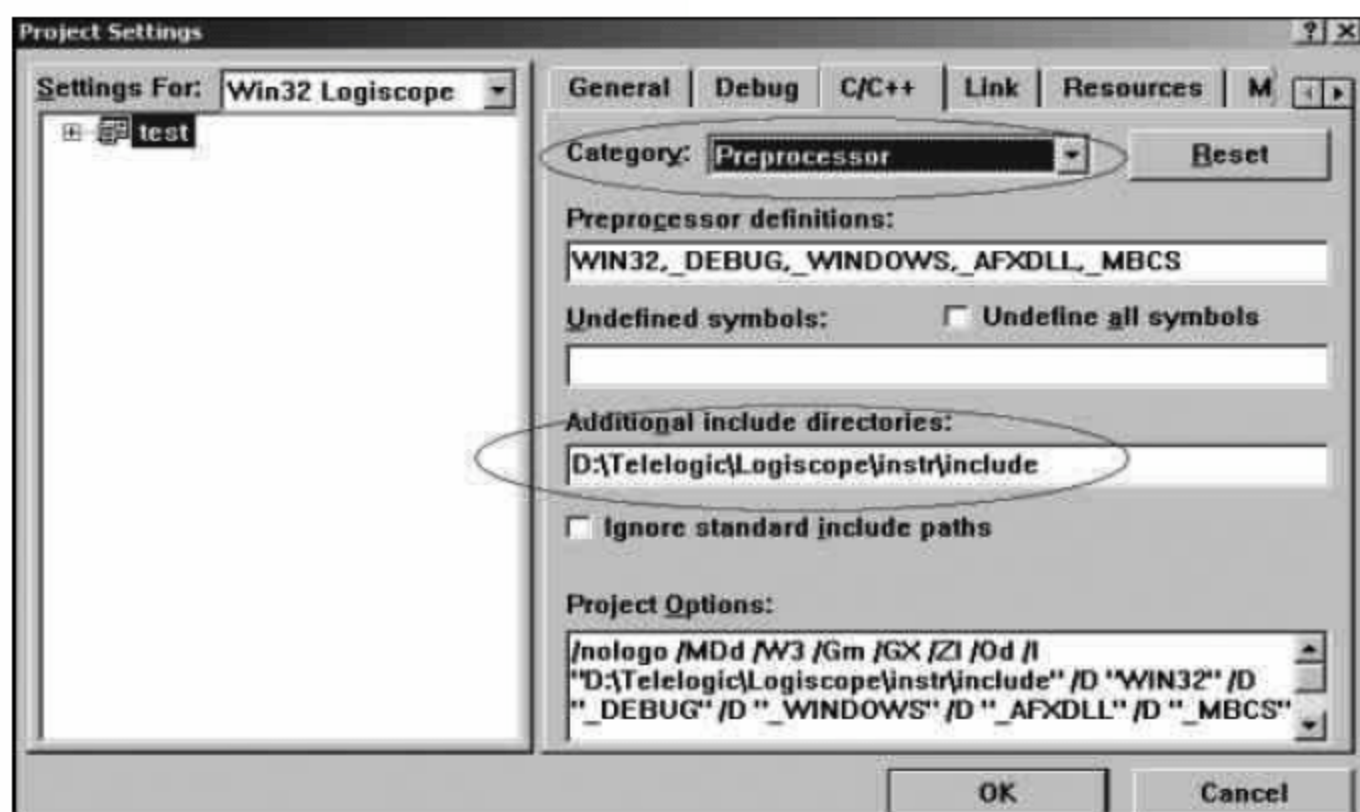 Project Settings
Settings For: Win32 Logiscope
test
General Debug C/C++ Link Resources M
Category: Preprocessor Reset
Preprocessor definitions:
WIN32,_DEBUG,_WINDOWS,_AFXDLL,_MBCS
Undefined symbols: Undefine all symbols
Additional include directories:
D:\Telelogic\Logiscope\instr\include
Ignore standard include paths
Project Options:
/nologo /MDd /W3 /Gm /GX /ZI /Od /I
"D:\Telelogic\Logiscope\instr\include" /D "WIN32" /D
"_DEBUG" /D "_WINDOWS" /D "_AFXDLL" /D "_MBCS"
OK Cancel